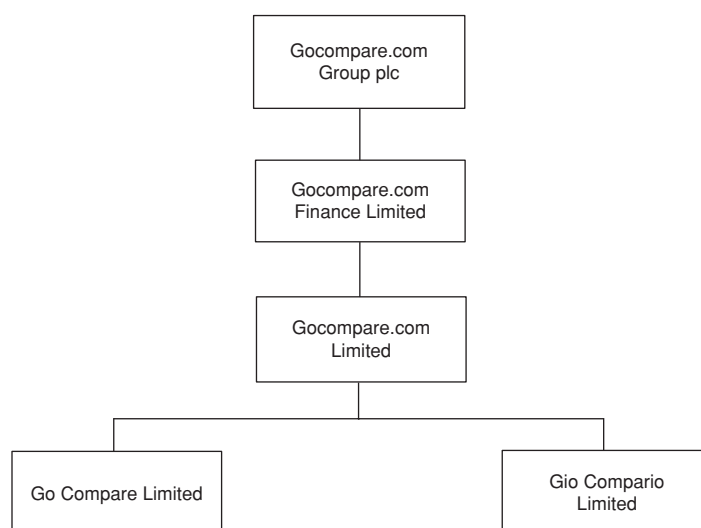 Gocompare.com
Group plc
Gocompare.com
Finance Limited
Gocompare.com
Limited
Go Compare Limited
Gio Compario
Limited